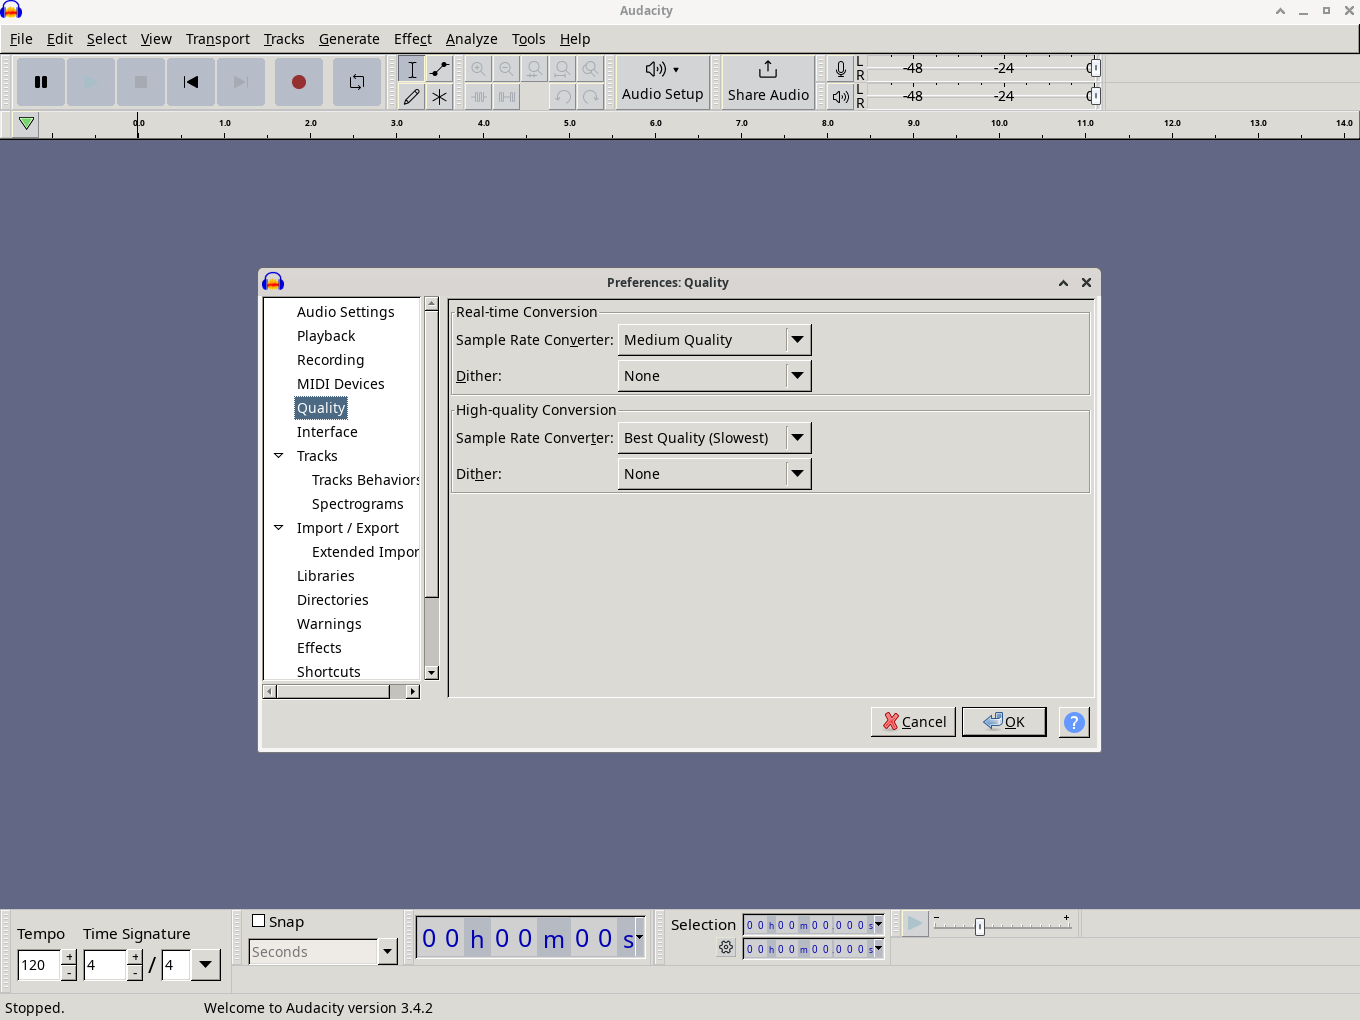 Audacity
File Edit Select View Transport Tracks Generate Effect Analyze Tools Help
L
R
-48 -24 0
L
R
-48 -24 0
Audio Setup
Share Audio
0.0 1.0 2.0 3.0 4.0 5.0 6.0 7.0 8.0 9.0 10.0 11.0 12.0 13.0 14.0
Preferences: Quality
Audio Settings
Playback
Recording
MIDI Devices
Quality
Interface
Tracks
Tracks Behaviors
Spectrograms
Import / Export
Extended Impor
Libraries
Directories
Warnings
Effects
Shortcuts
Real-time Conversion
Sample Rate Converter: Medium Quality
Dither: None
High-quality Conversion
Sample Rate Converter: Best Quality (Slowest)
Dither: None
Cancel OK ?
Tempo
120 + -
Time Signature
4 + - / 4
Snap
Seconds
00h00m00s
Selection
00h00m00.000s
00h00m00.000s
- +
Stopped. Welcome to Audacity version 3.4.2